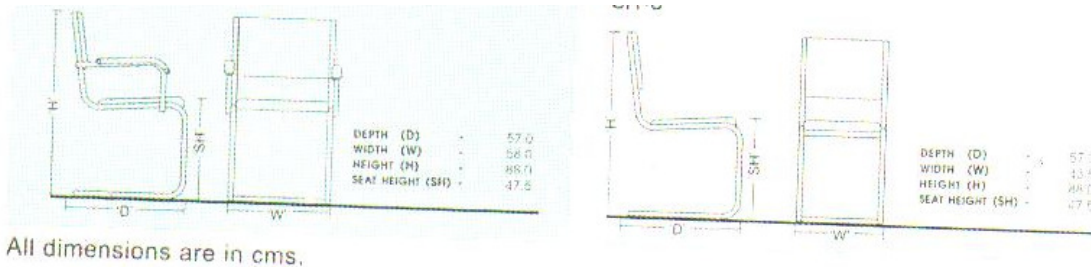 H
SH
'D'
'W'
DEPTH (D) - 57.0
WIDTH (W) - 58.0
HEIGHT (H) - 88.0
SEAT HEIGHT (SH) - 47.5
All dimensions are in cms.
H
SH
D
'W'
DEPTH (D) -
WIDTH (W) -
HEIGHT (H) -
SEAT HEIGHT (SH) -